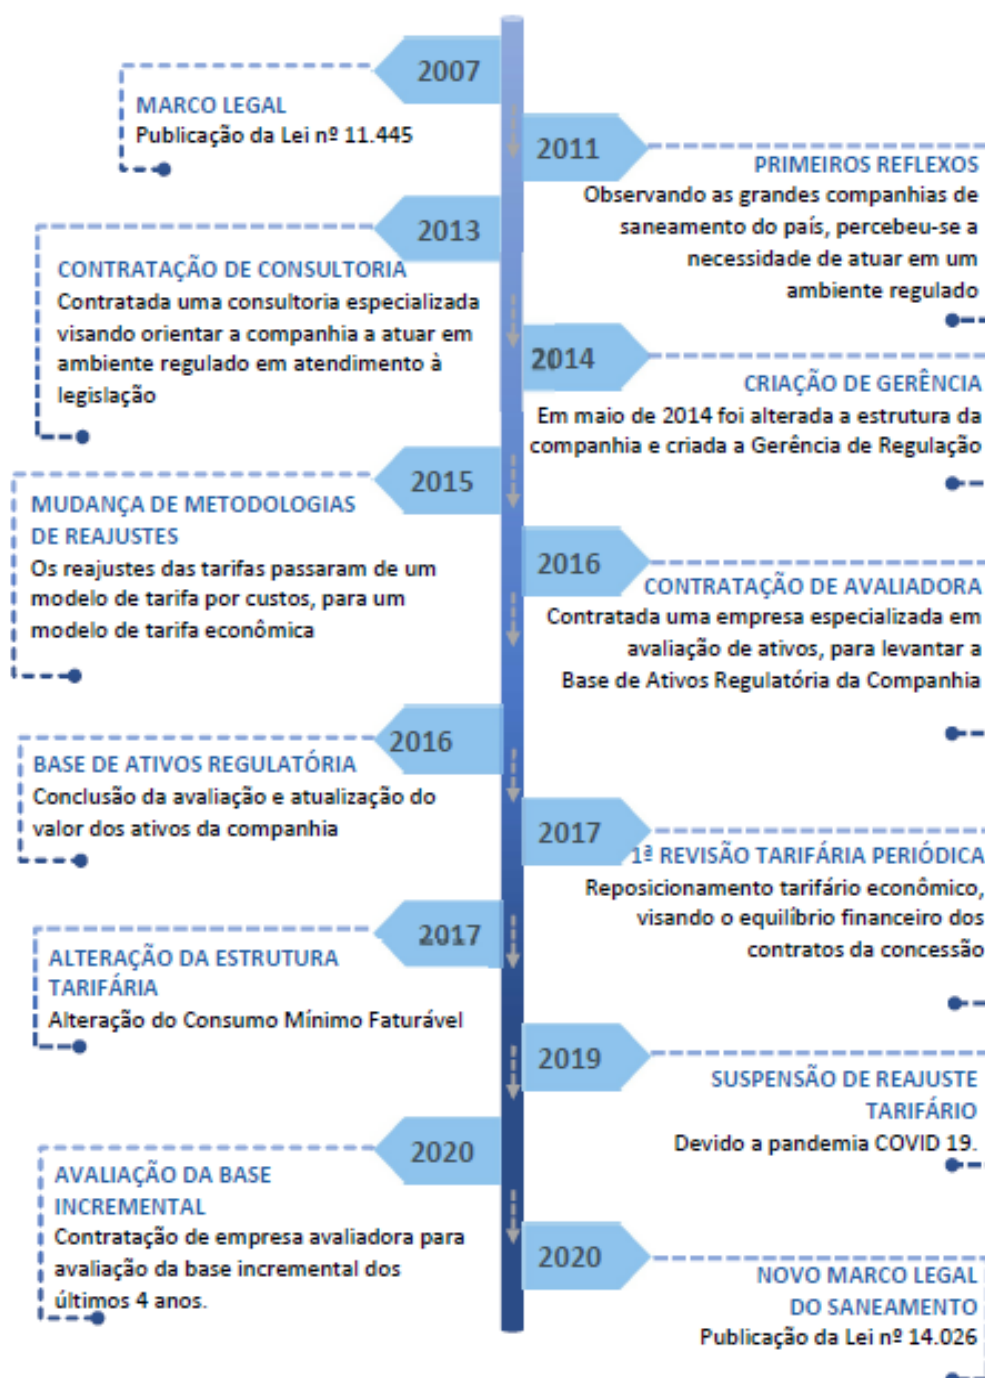 2007
MARCO LEGAL
Publicação da Lei nº 11.445
2011
PRIMEIROS REFLEXOS
Observando as grandes companhias de
saneamento do país, percebeu-se a
necessidade de atuar em um
ambiente regulado
2013
CONTRATAÇÃO DE CONSULTORIA
Contratada uma consultoria especializada
visando orientar a companhia a atuar em
ambiente regulado em atendimento à
legislação
2014
CRIAÇÃO DE GERÊNCIA
Em maio de 2014 foi alterada a estrutura da
companhia e criada a Gerência de Regulação
2015
MUDANÇA DE METODOLOGIAS
DE REAJUSTES
Os reajustes das tarifas passaram de um
modelo de tarifa por custos, para um
modelo de tarifa econômica
2016
CONTRATAÇÃO DE AVALIADORA
Contratada uma empresa especializada em
avaliação de ativos, para levantar a
Base de Ativos Regulatória da Companhia
2016
BASE DE ATIVOS REGULATÓRIA
Conclusão da avaliação e atualização do
valor dos ativos da companhia
2017
1ª REVISÃO TARIFÁRIA PERIÓDICA
Reposicionamento tarifário econômico,
visando o equilíbrio financeiro dos
contratos da concessão
2017
ALTERAÇÃO DA ESTRUTURA
TARIFÁRIA
Alteração do Consumo Mínimo Faturável
2019
SUSPENSÃO DE REAJUSTE
TARIFÁRIO
Devido a pandemia COVID 19.
2020
AVALIAÇÃO DA BASE
INCREMENTAL
Contratação de empresa avaliadora para
avaliação da base incremental dos
últimos 4 anos.
2020
NOVO MARCO LEGAL
DO SANEAMENTO
Publicação da Lei nº 14.026